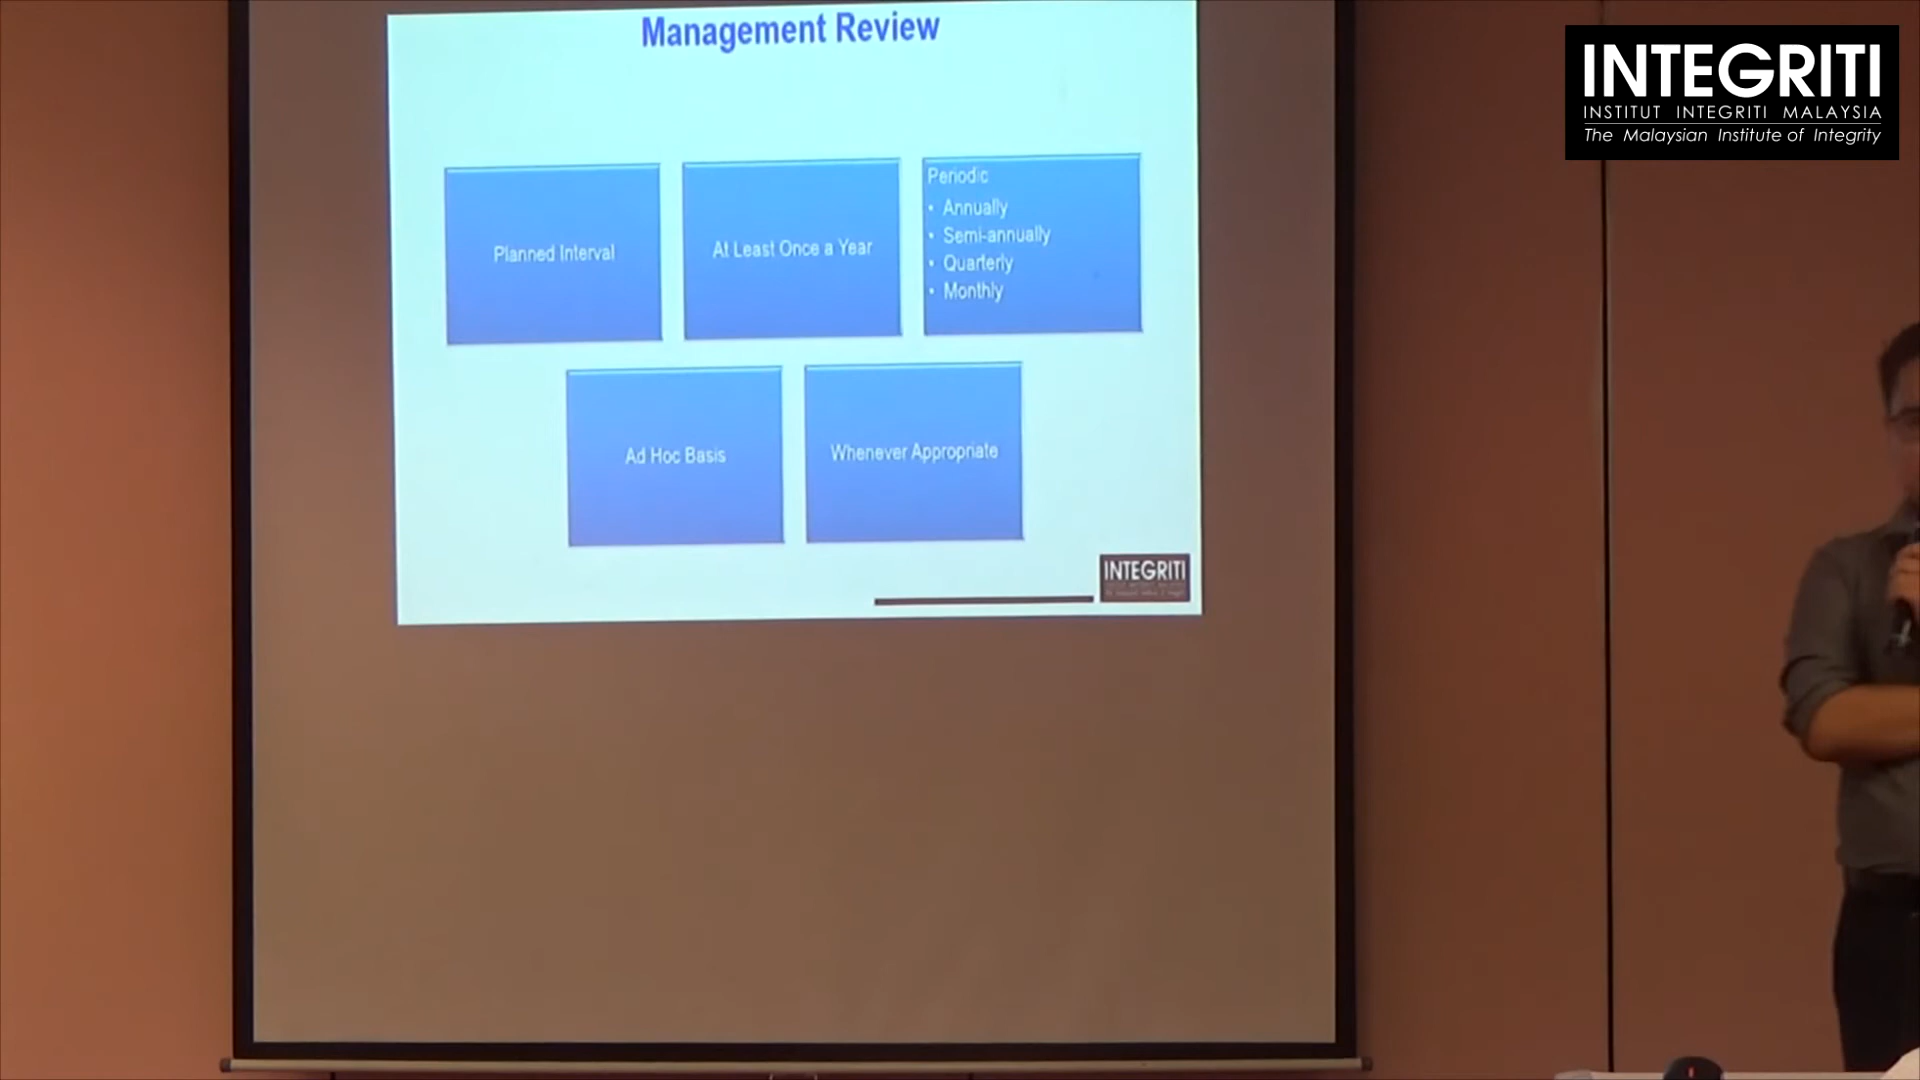 Management Review
INTEGRITI
INSTITUT INTEGRITI MALAYSIA
The Malaysian Institute of Integrity
Planned Interval
At Least Once a Year
Periodic
• Annually
• Semi-annually
• Quarterly
• Monthly
Ad Hoc Basis
Whenever Appropriate
INTEGRITI